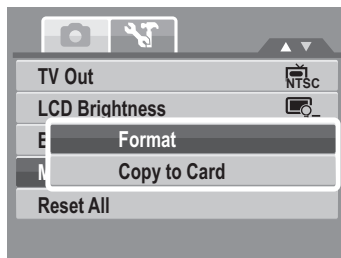 TV Out NTSC
LCD Brightness
E
Format
M
Copy to Card
Reset All